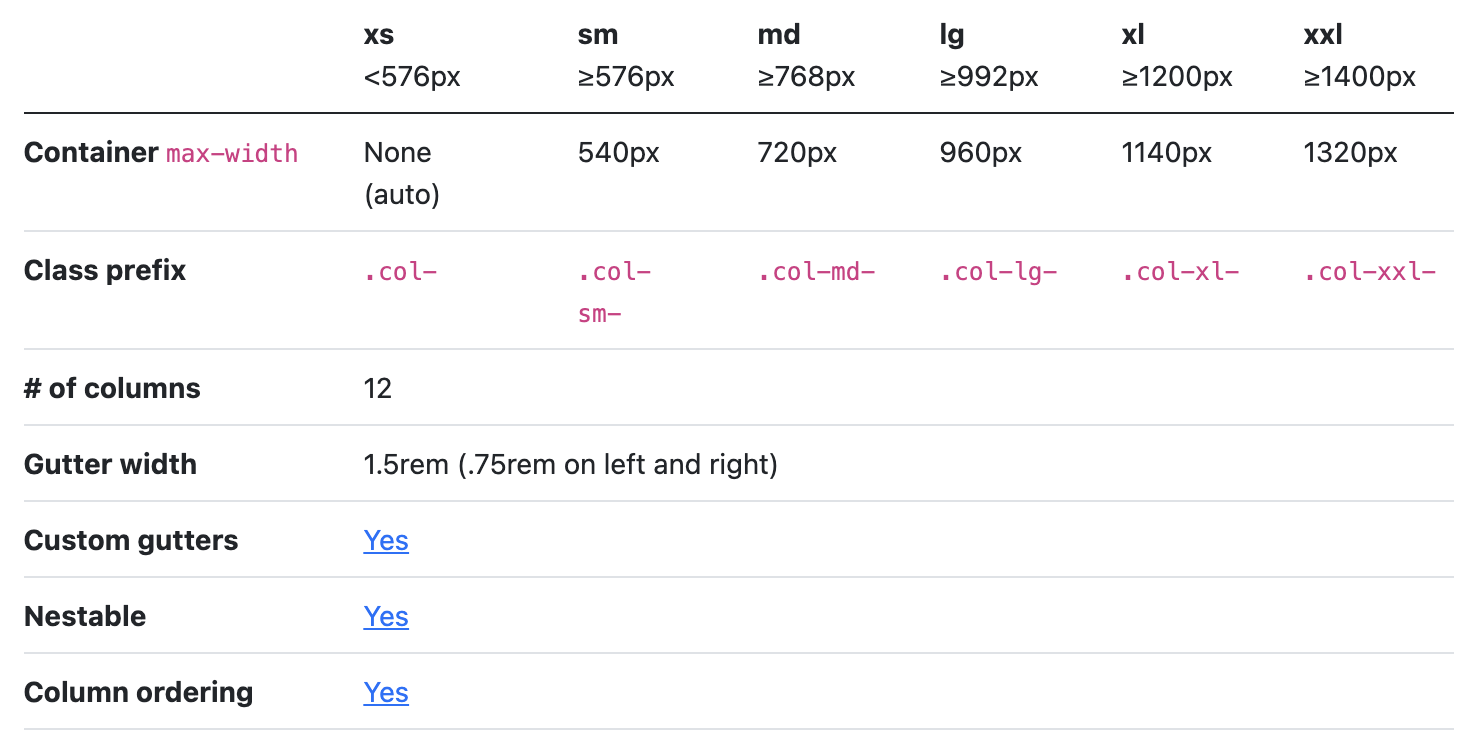 xs sm md lg xl xxl
<576px ≥576px ≥768px ≥992px ≥1200px ≥1400px
Container max-width None 540px 720px 960px 1140px 1320px
(auto)
Class prefix .col- .col- .col-md- .col-lg- .col-xl- .col-xxl-
sm-
# of columns 12
Gutter width 1.5rem (.75rem on left and right)
Custom gutters Yes
Nestable Yes
Column ordering Yes